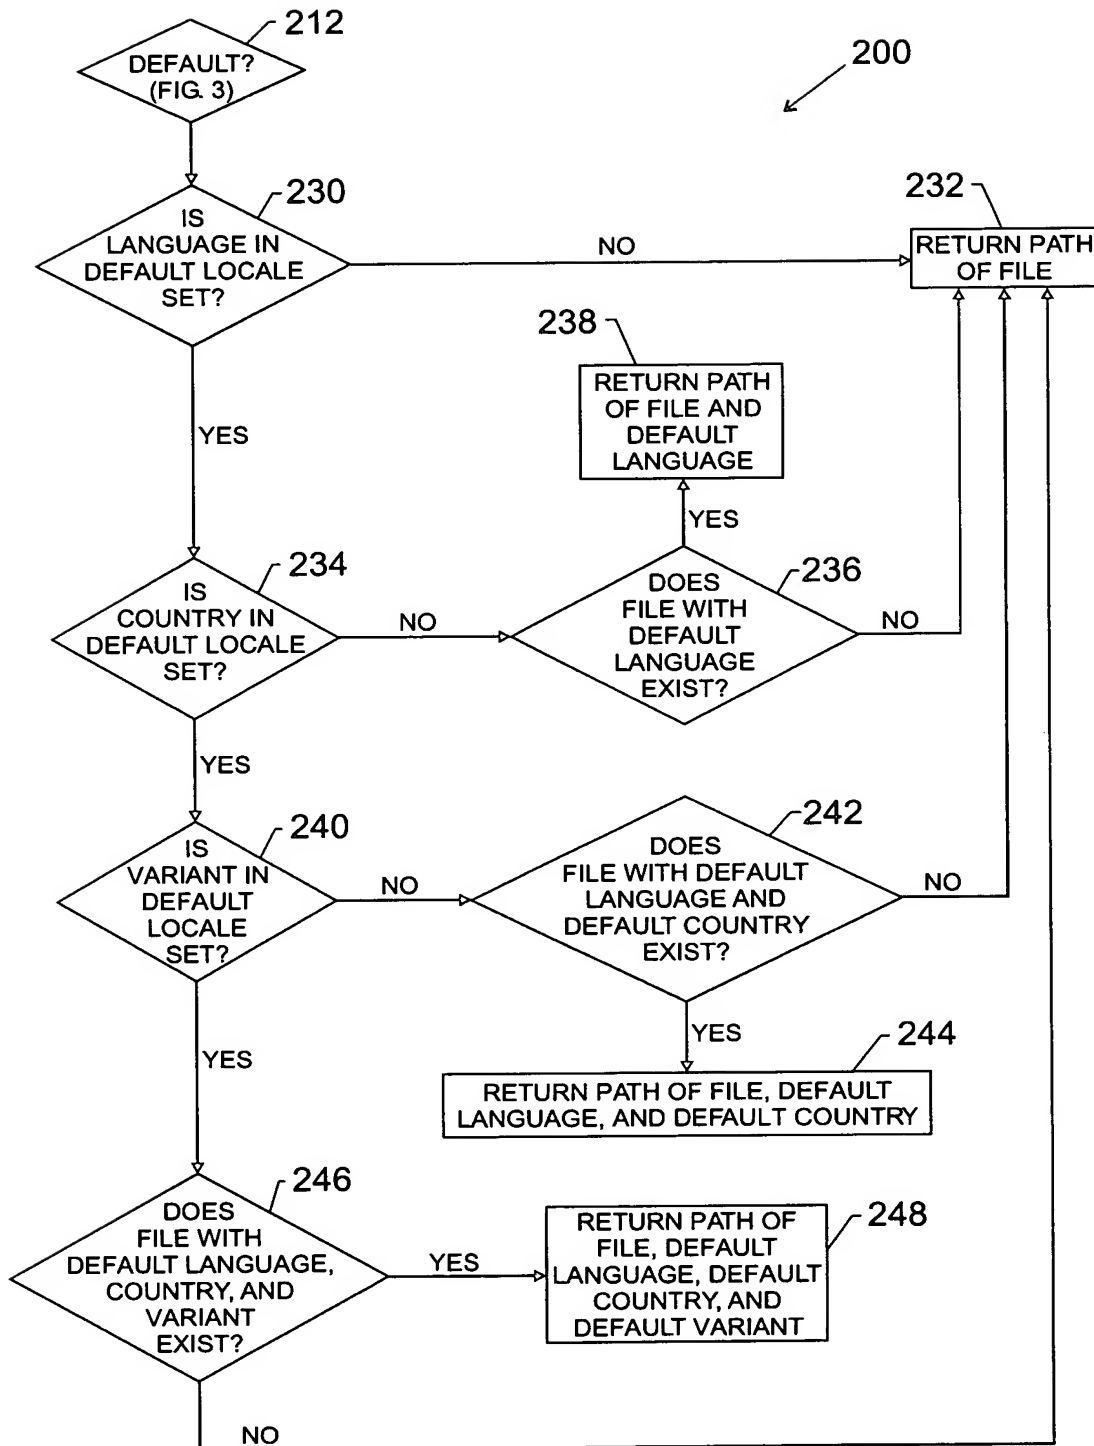 212
DEFAULT?
(FIG. 3)
200
230
IS
LANGUAGE IN
DEFAULT LOCALE
SET?
NO
232
RETURN PATH
OF FILE
YES
238
RETURN PATH
OF FILE AND
DEFAULT
LANGUAGE
YES
234
IS
COUNTRY IN
DEFAULT LOCALE
SET?
NO
236
DOES
FILE WITH
DEFAULT
LANGUAGE
EXIST?
NO
YES
240
IS
VARIANT IN
DEFAULT
LOCALE
SET?
NO
242
DOES
FILE WITH DEFAULT
LANGUAGE AND
DEFAULT COUNTRY
EXIST?
NO
YES
244
RETURN PATH OF FILE, DEFAULT
LANGUAGE, AND DEFAULT COUNTRY
YES
246
DOES
FILE WITH
DEFAULT LANGUAGE,
COUNTRY, AND
VARIANT
EXIST?
YES
248
RETURN PATH OF
FILE, DEFAULT
LANGUAGE, DEFAULT
COUNTRY, AND
DEFAULT VARIANT
NO